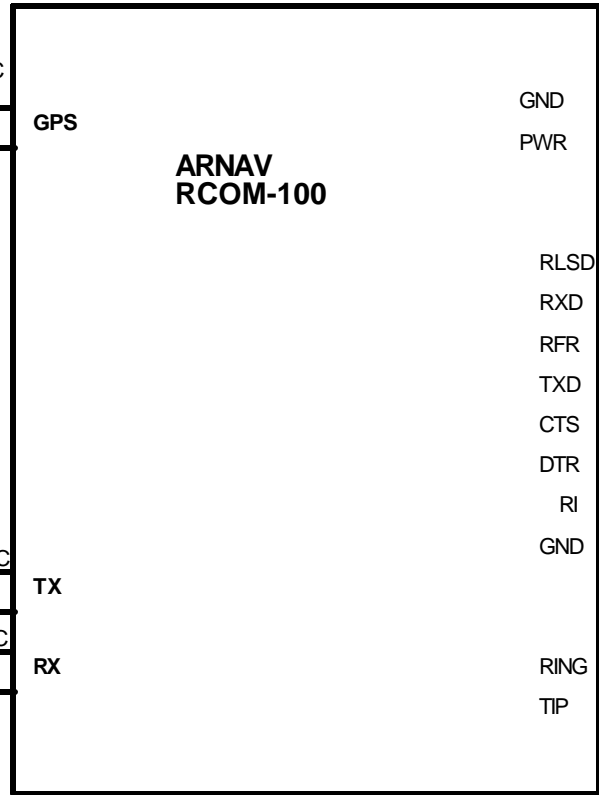 C
GPS
ARNAV
RCOM-100
GND
PWR
RLSD
RXD
RFR
TXD
CTS
DTR
RI
GND
C
TX
C
RX
RING
TIP